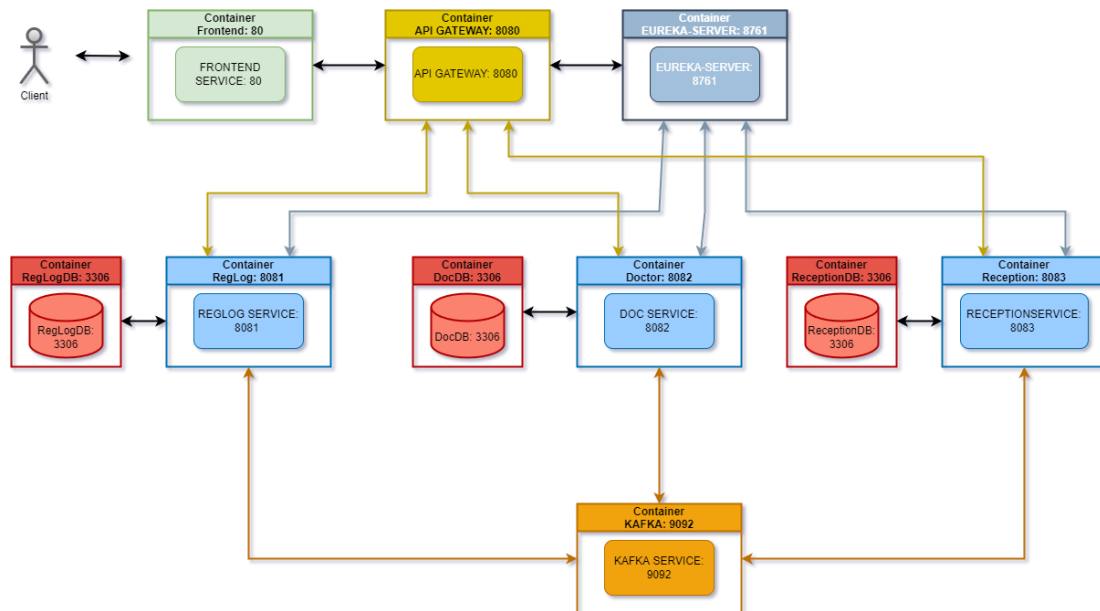 Container
Frontend: 80
FRONTEND
SERVICE: 80
Client
Container
API GATEWAY: 8080
API GATEWAY: 8080
Container
EUREKA-SERVER: 8761
EUREKA-SERVER:
8761
Container
RegLogDB: 3306
RegLogDB:
3306
Container
RegLog: 8081
REGLOG SERVICE:
8081
Container
DocDB: 3306
DocDB: 3306
Container
Doctor: 8082
DOC SERVICE:
8082
Container
ReceptionDB: 3306
ReceptionDB:
3306
Container
Reception: 8083
RECEPTIONSERVICE:
8083
Container
KAFKA: 9092
KAFKA SERVICE:
9092